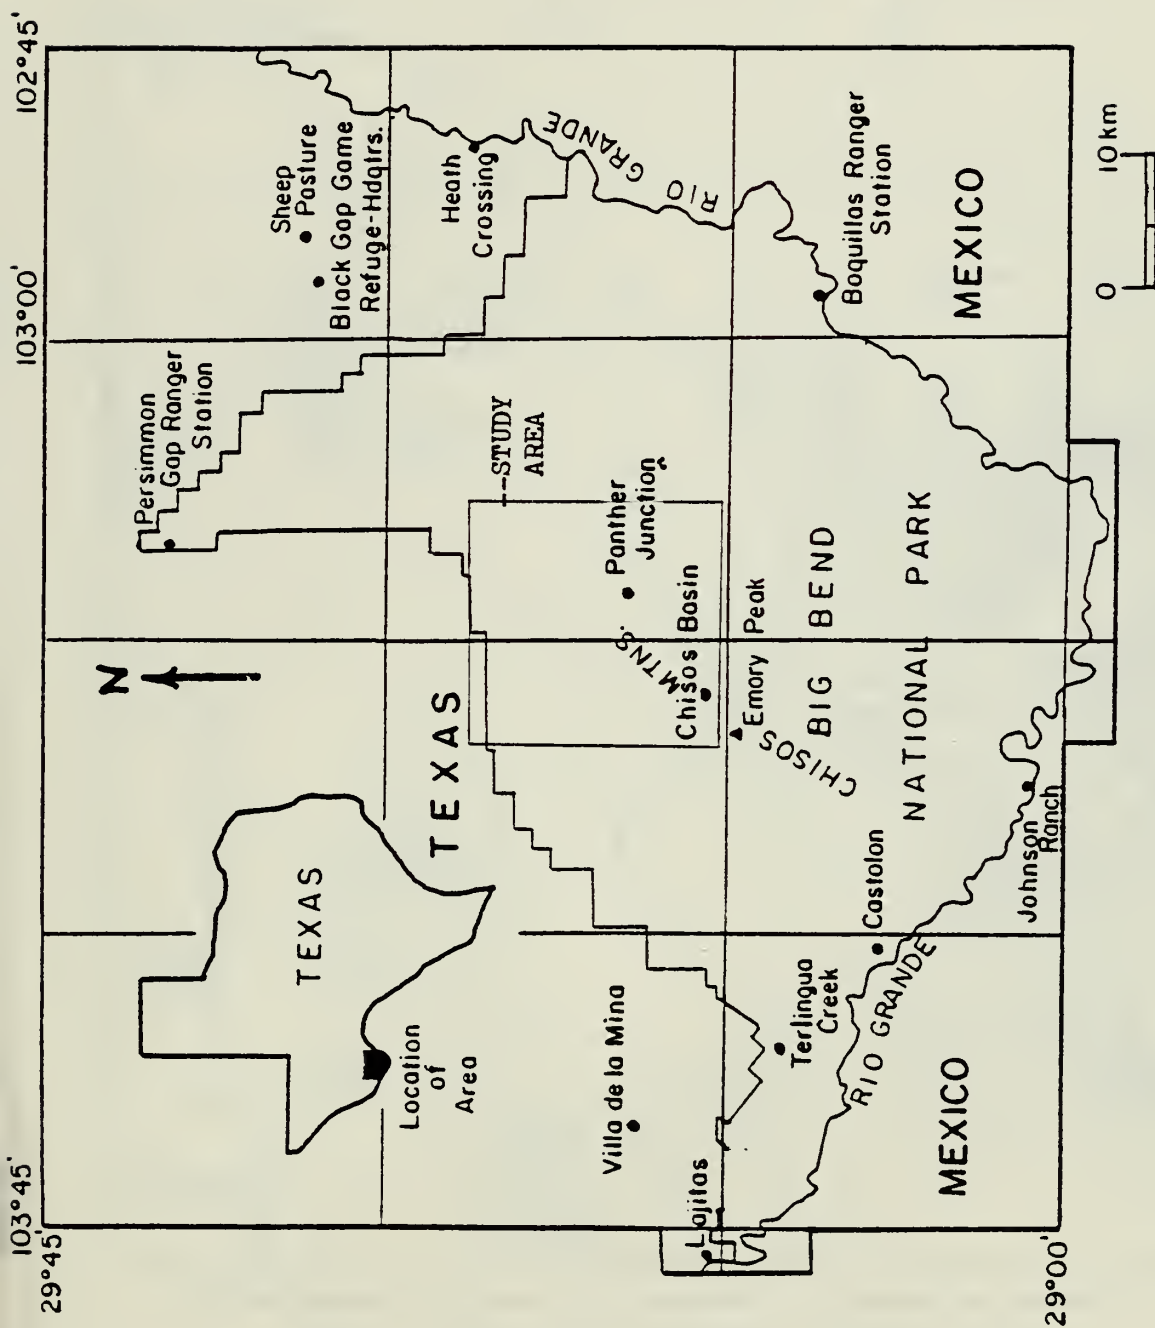 103°45'
103°00'
102°45'
29°45'
29°00'
N
TEXAS
Location
of
Area
TEXAS
Persimmon
Gap Ranger
Station
Sheep
Pasture
Black Gap Game
Refuge-Hdqtrs.
Heath
Crossing
RIO GRANDE
--STUDY
AREA
Panther
Junction
Chisos Basin
Emory Peak
CHISOS MTNS.
BIG BEND
NATIONAL PARK
Boquillas Ranger
Station
MEXICO
Villa de la Mina
Lajitas
Terlingua
Creek
Castolon
RIO GRANDE
Johnson
Ranch
MEXICO
0 10 km